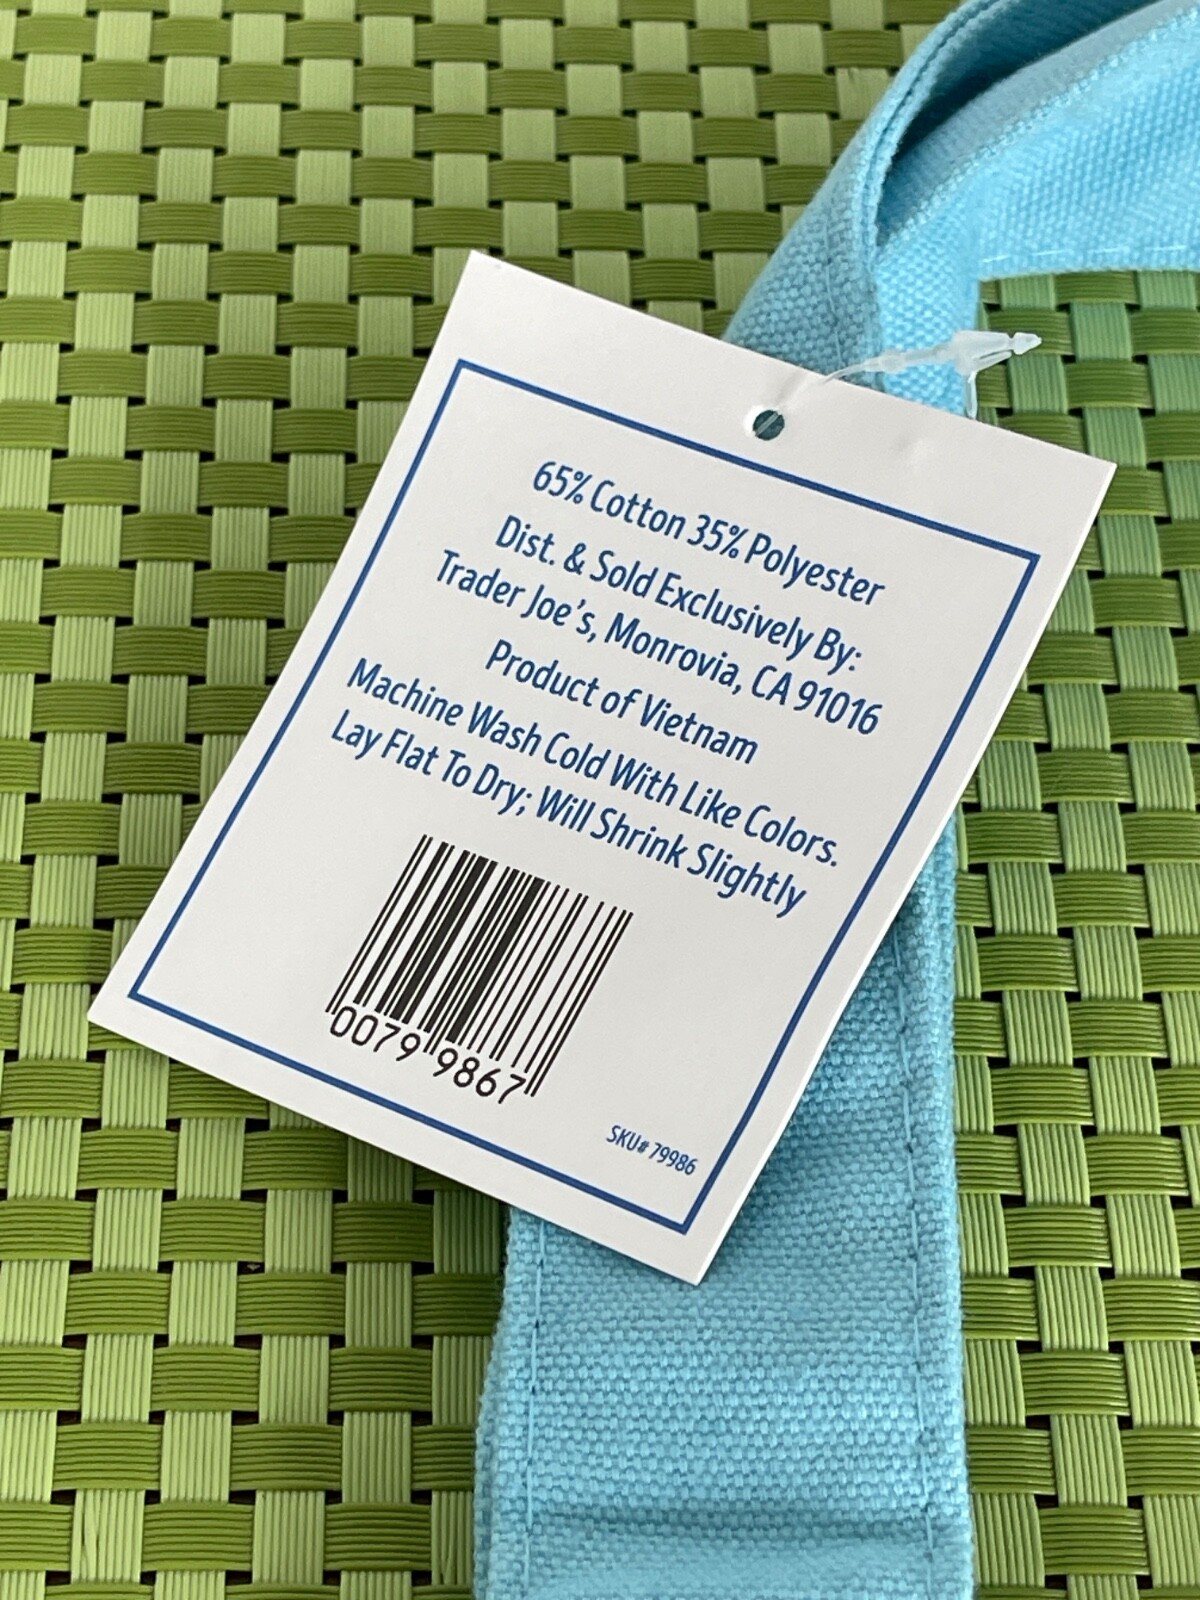 65% Cotton 35% Polyester
Dist. & Sold Exclusively By:
Trader Joe's, Monrovia, CA 91016
Product of Vietnam
Machine Wash Cold With Like Colors.
Lay Flat To Dry; Will Shrink Slightly
0079 9867
SKU# 79986